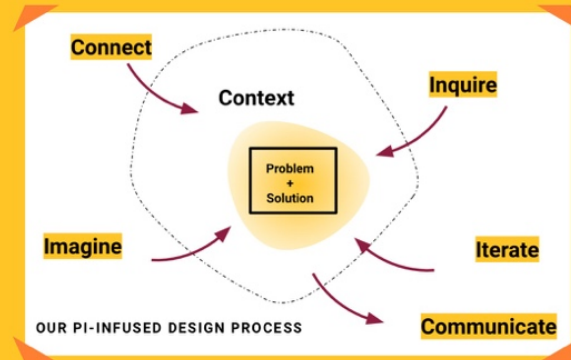 Connect
Context
Inquire
Problem
+
Solution
Imagine
Iterate
OUR PI-INFUSED DESIGN PROCESS
Communicate